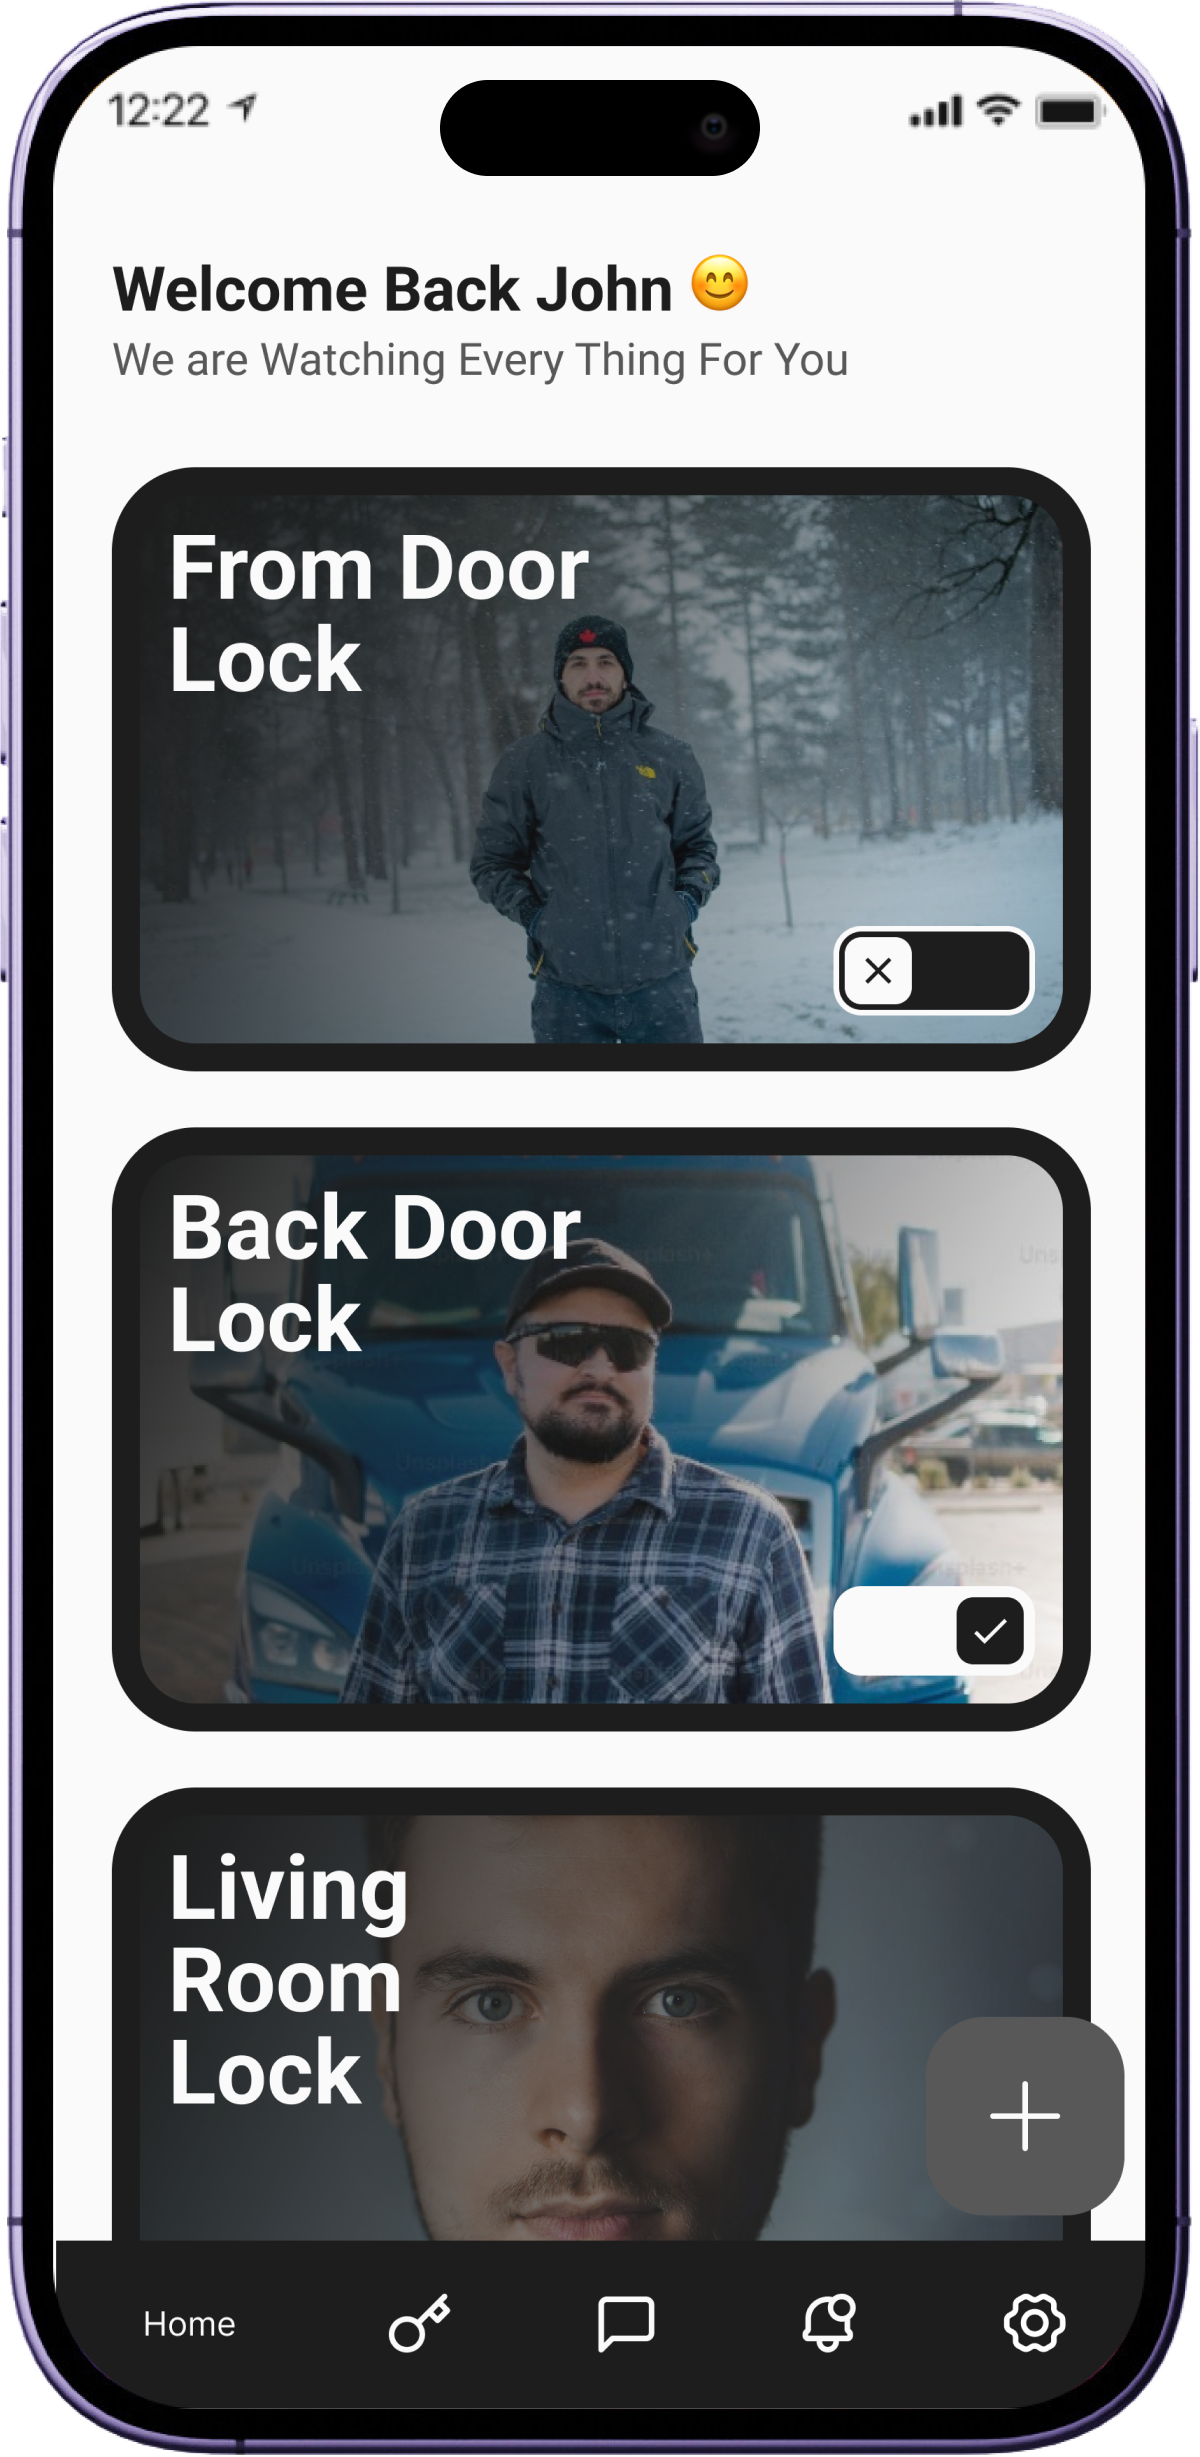 12:22
Welcome Back John 😊
We are Watching Every Thing For You
From Door
Lock
Back Door
Lock
Unsplash+
Living
Room
Lock
Home